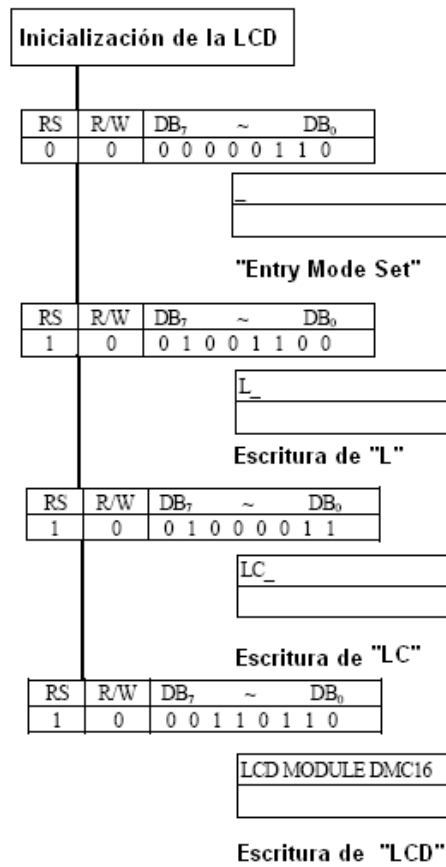 Inicialización de la LCD
RS R/W DB₇ ~ DB₀
0 0 0 0 0 0 0 1 1 0
_
"Entry Mode Set"
RS R/W DB₇ ~ DB₀
1 0 0 1 0 0 1 1 0 0
L_
Escritura de "L"
RS R/W DB₇ ~ DB₀
1 0 0 1 0 0 0 0 1 1
LC_
Escritura de "LC"
RS R/W DB₇ ~ DB₀
1 0 0 0 1 1 0 1 1 0
LCD MODULE DMC16
Escritura de "LCD"